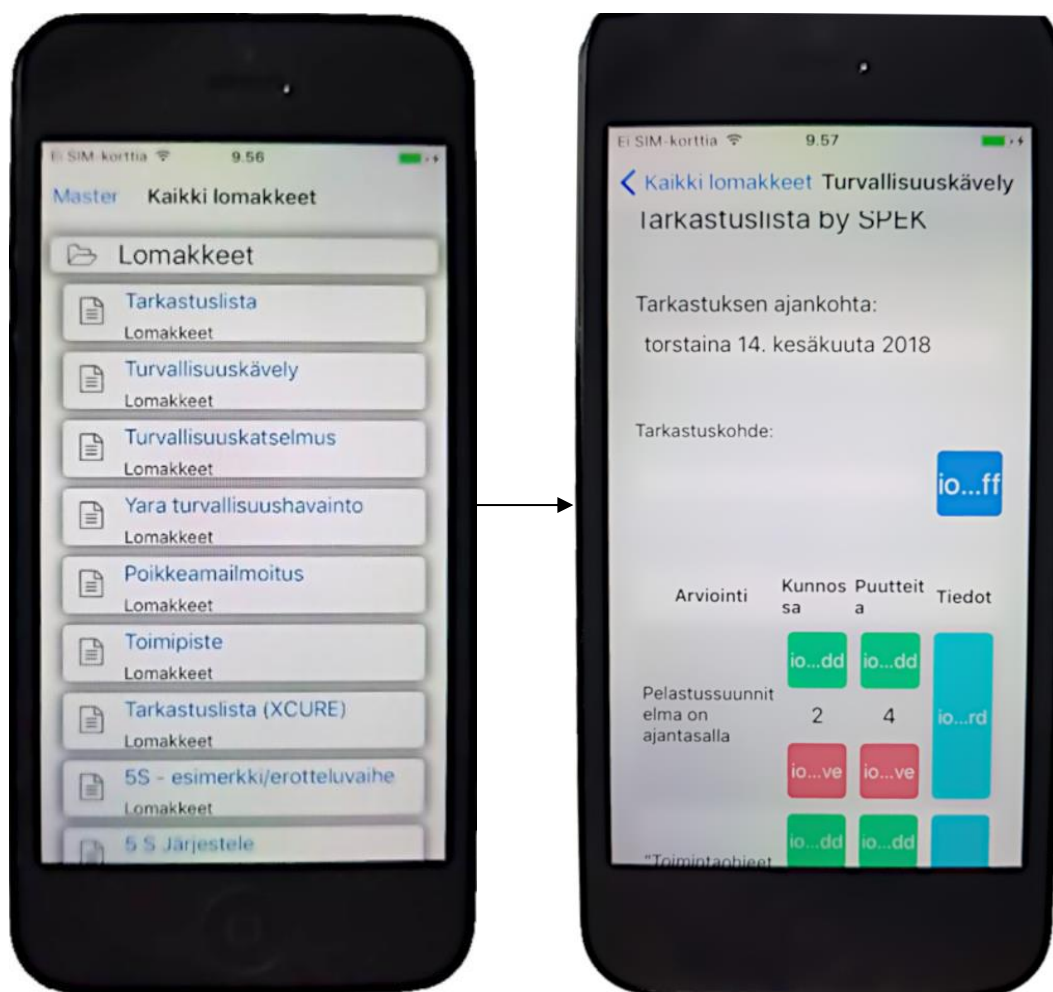 Ei SIM-korttia 9.56
Master Kaikki lomakkeet
Lomakkeet
Tarkastuslista
Lomakkeet
Turvallisuuskävely
Lomakkeet
Turvallisuuskatselmus
Lomakkeet
Yara turvallisuushavainto
Lomakkeet
Poikkeamailmoitus
Lomakkeet
Toimipiste
Lomakkeet
Tarkastuslista (XCURE)
Lomakkeet
5S - esimerkki/erotteluvaihe
Lomakkeet
5 S Järjestele
Ei SIM-korttia 9.57
Kaikki lomakkeet Turvallisuuskävely
Tarkastuslista by SPEK
Tarkastuksen ajankohta:
torstaina 14. kesäkuuta 2018
Tarkastuskohde:
io...ff
Arviointi Kunnos Puutteit Tiedot
sa a
io...dd io...dd
Pelastussuunnit
elma on 2 4 io...rd
ajantasalla
io...ve io...ve
io...dd io...dd
"Toimintaohjeet